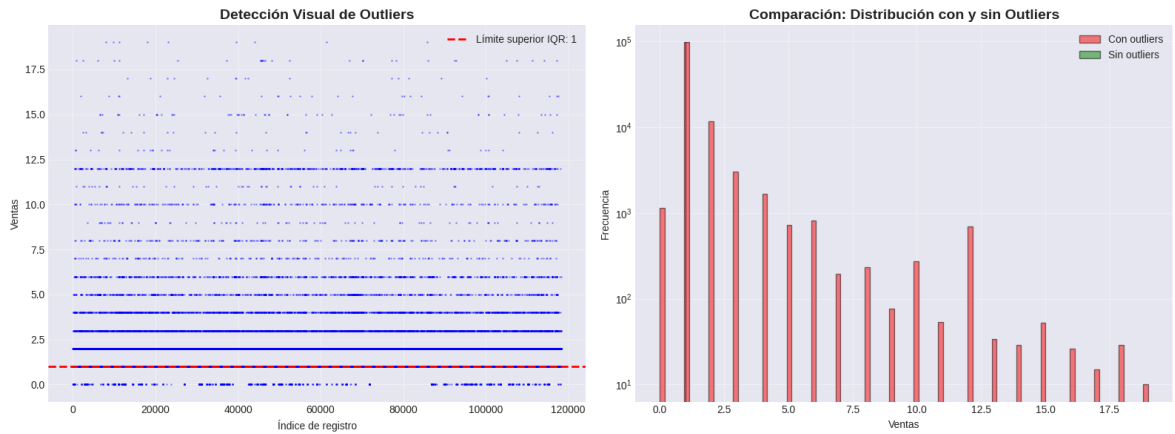 Detección Visual de Outliers
Límite superior IQR: 1
Ventas
17.5
15.0
12.5
10.0
7.5
5.0
2.5
0.0
0 20000 40000 60000 80000 100000 120000
Índice de registro
Comparación: Distribución con y sin Outliers
Con outliers
Sin outliers
Frecuencia
10⁵
10⁴
10³
10²
10¹
0.0 2.5 5.0 7.5 10.0 12.5 15.0 17.5
Ventas